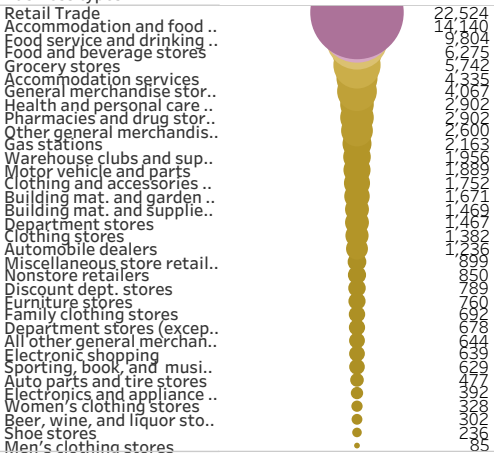 Retail Trade 22,524
Accommodation and food .. 14,140
Food service and drinking .. 9,804
Food and beverage stores 6,275
Grocery stores 5,742
Accommodation services 4,335
General merchandise stor.. 4,067
Health and personal care .. 2,902
Pharmacies and drug stor.. 2,902
Other general merchandis.. 2,600
Gas stations 2,163
Warehouse clubs and sup.. 1,956
Motor vehicle and parts 1,889
Clothing and accessories .. 1,752
Building mat. and garden .. 1,671
Building mat. and supplie.. 1,469
Department stores 1,467
Clothing stores 1,382
Automobile dealers 1,236
Miscellaneous store retail.. 899
Nonstore retailers 850
Discount dept. stores 789
Furniture stores 760
Family clothing stores 692
Department stores (excep.. 678
All other general merchan.. 644
Electronic shopping 639
Sporting, book, and musi.. 629
Auto parts and tire stores 477
Electronics and appliance .. 392
Women's clothing stores 328
Beer, wine, and liquor sto.. 302
Shoe stores 236
Men's clothing stores 85